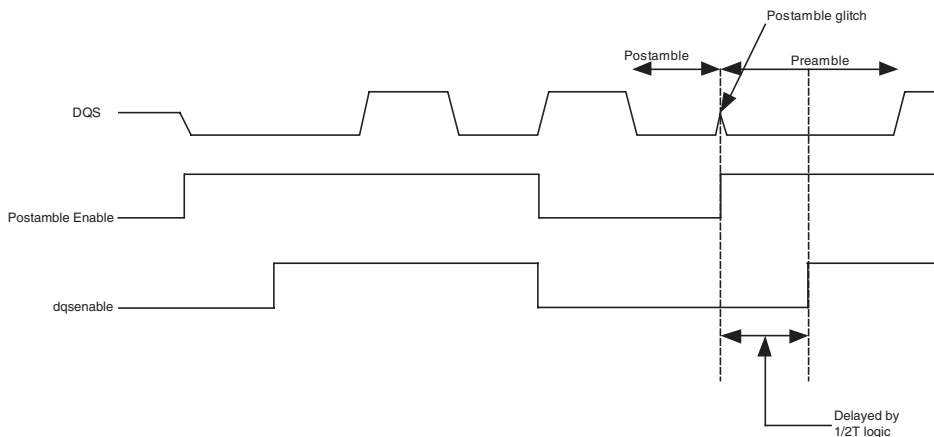 Postamble glitch
Postamble
Preamble
DQS
Postamble Enable
dqsenable
Delayed by
1/2T logic